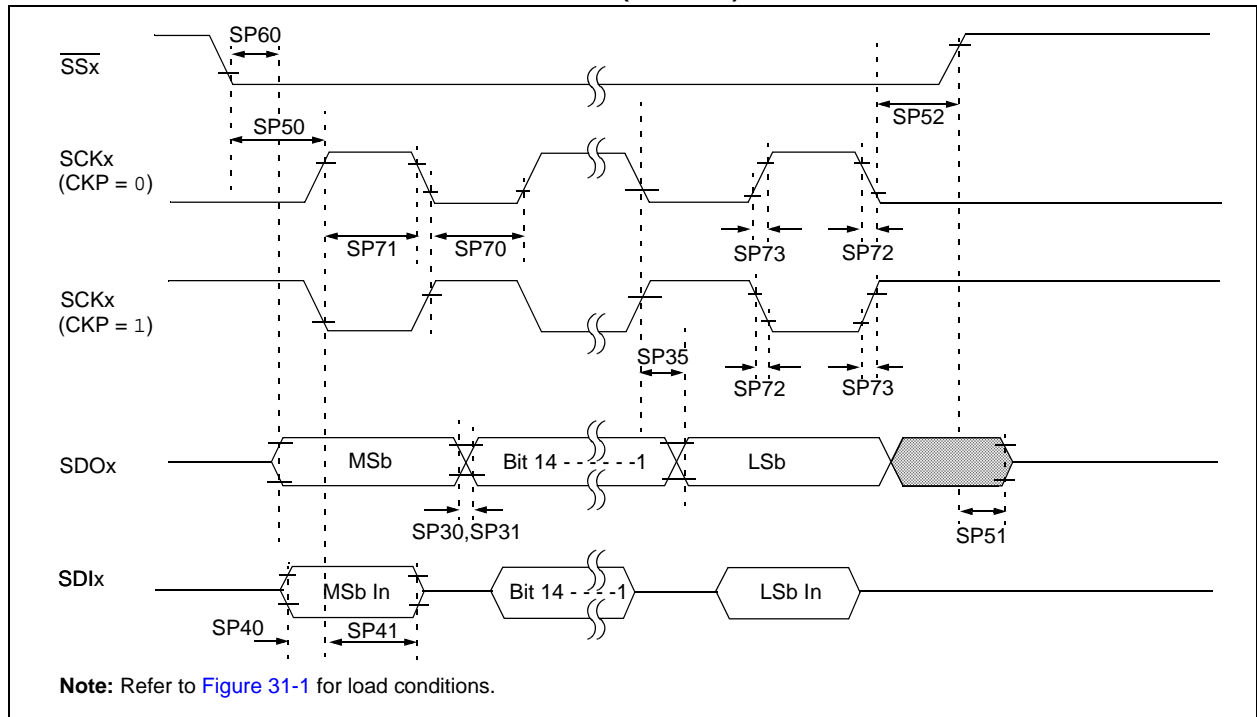 SP60
SSx
SP50
SP52
SCKx
(CKP = 0)
SP71
SP70
SP73
SP72
SCKx
(CKP = 1)
SP35
SP72
SP73
SDOx
MSb
Bit 14 - - - - - -1
LSb
SP30,SP31
SP51
SDIx
MSb In
Bit 14 - - - -1
LSb In
SP40
SP41
Note: Refer to Figure 31-1 for load conditions.